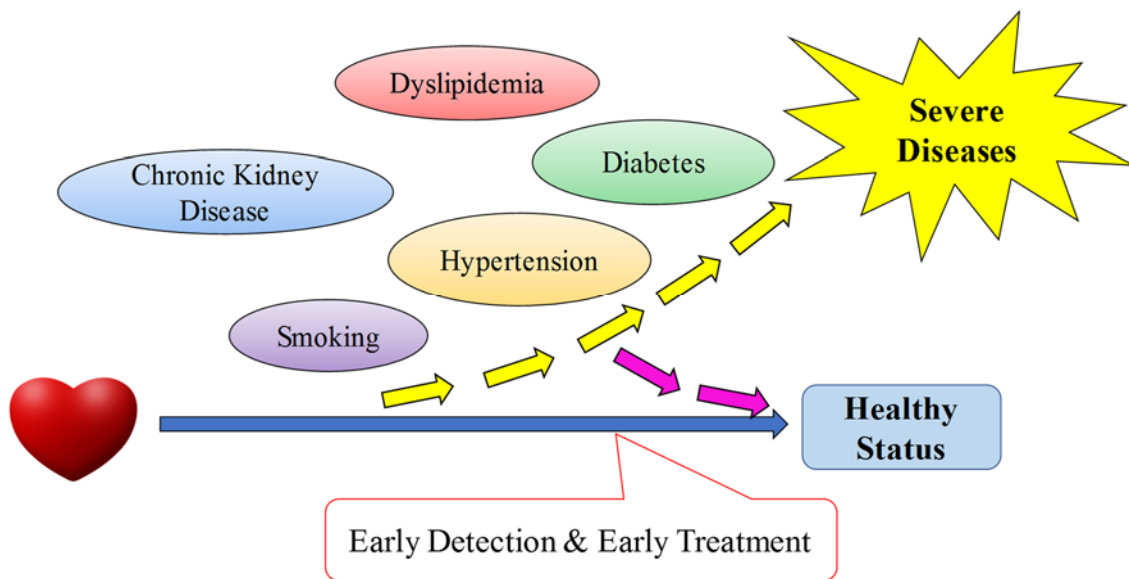 Dyslipidemia
Severe
Diseases
Diabetes
Chronic Kidney
Disease
Hypertension
Smoking
Healthy
Status
Early Detection & Early Treatment